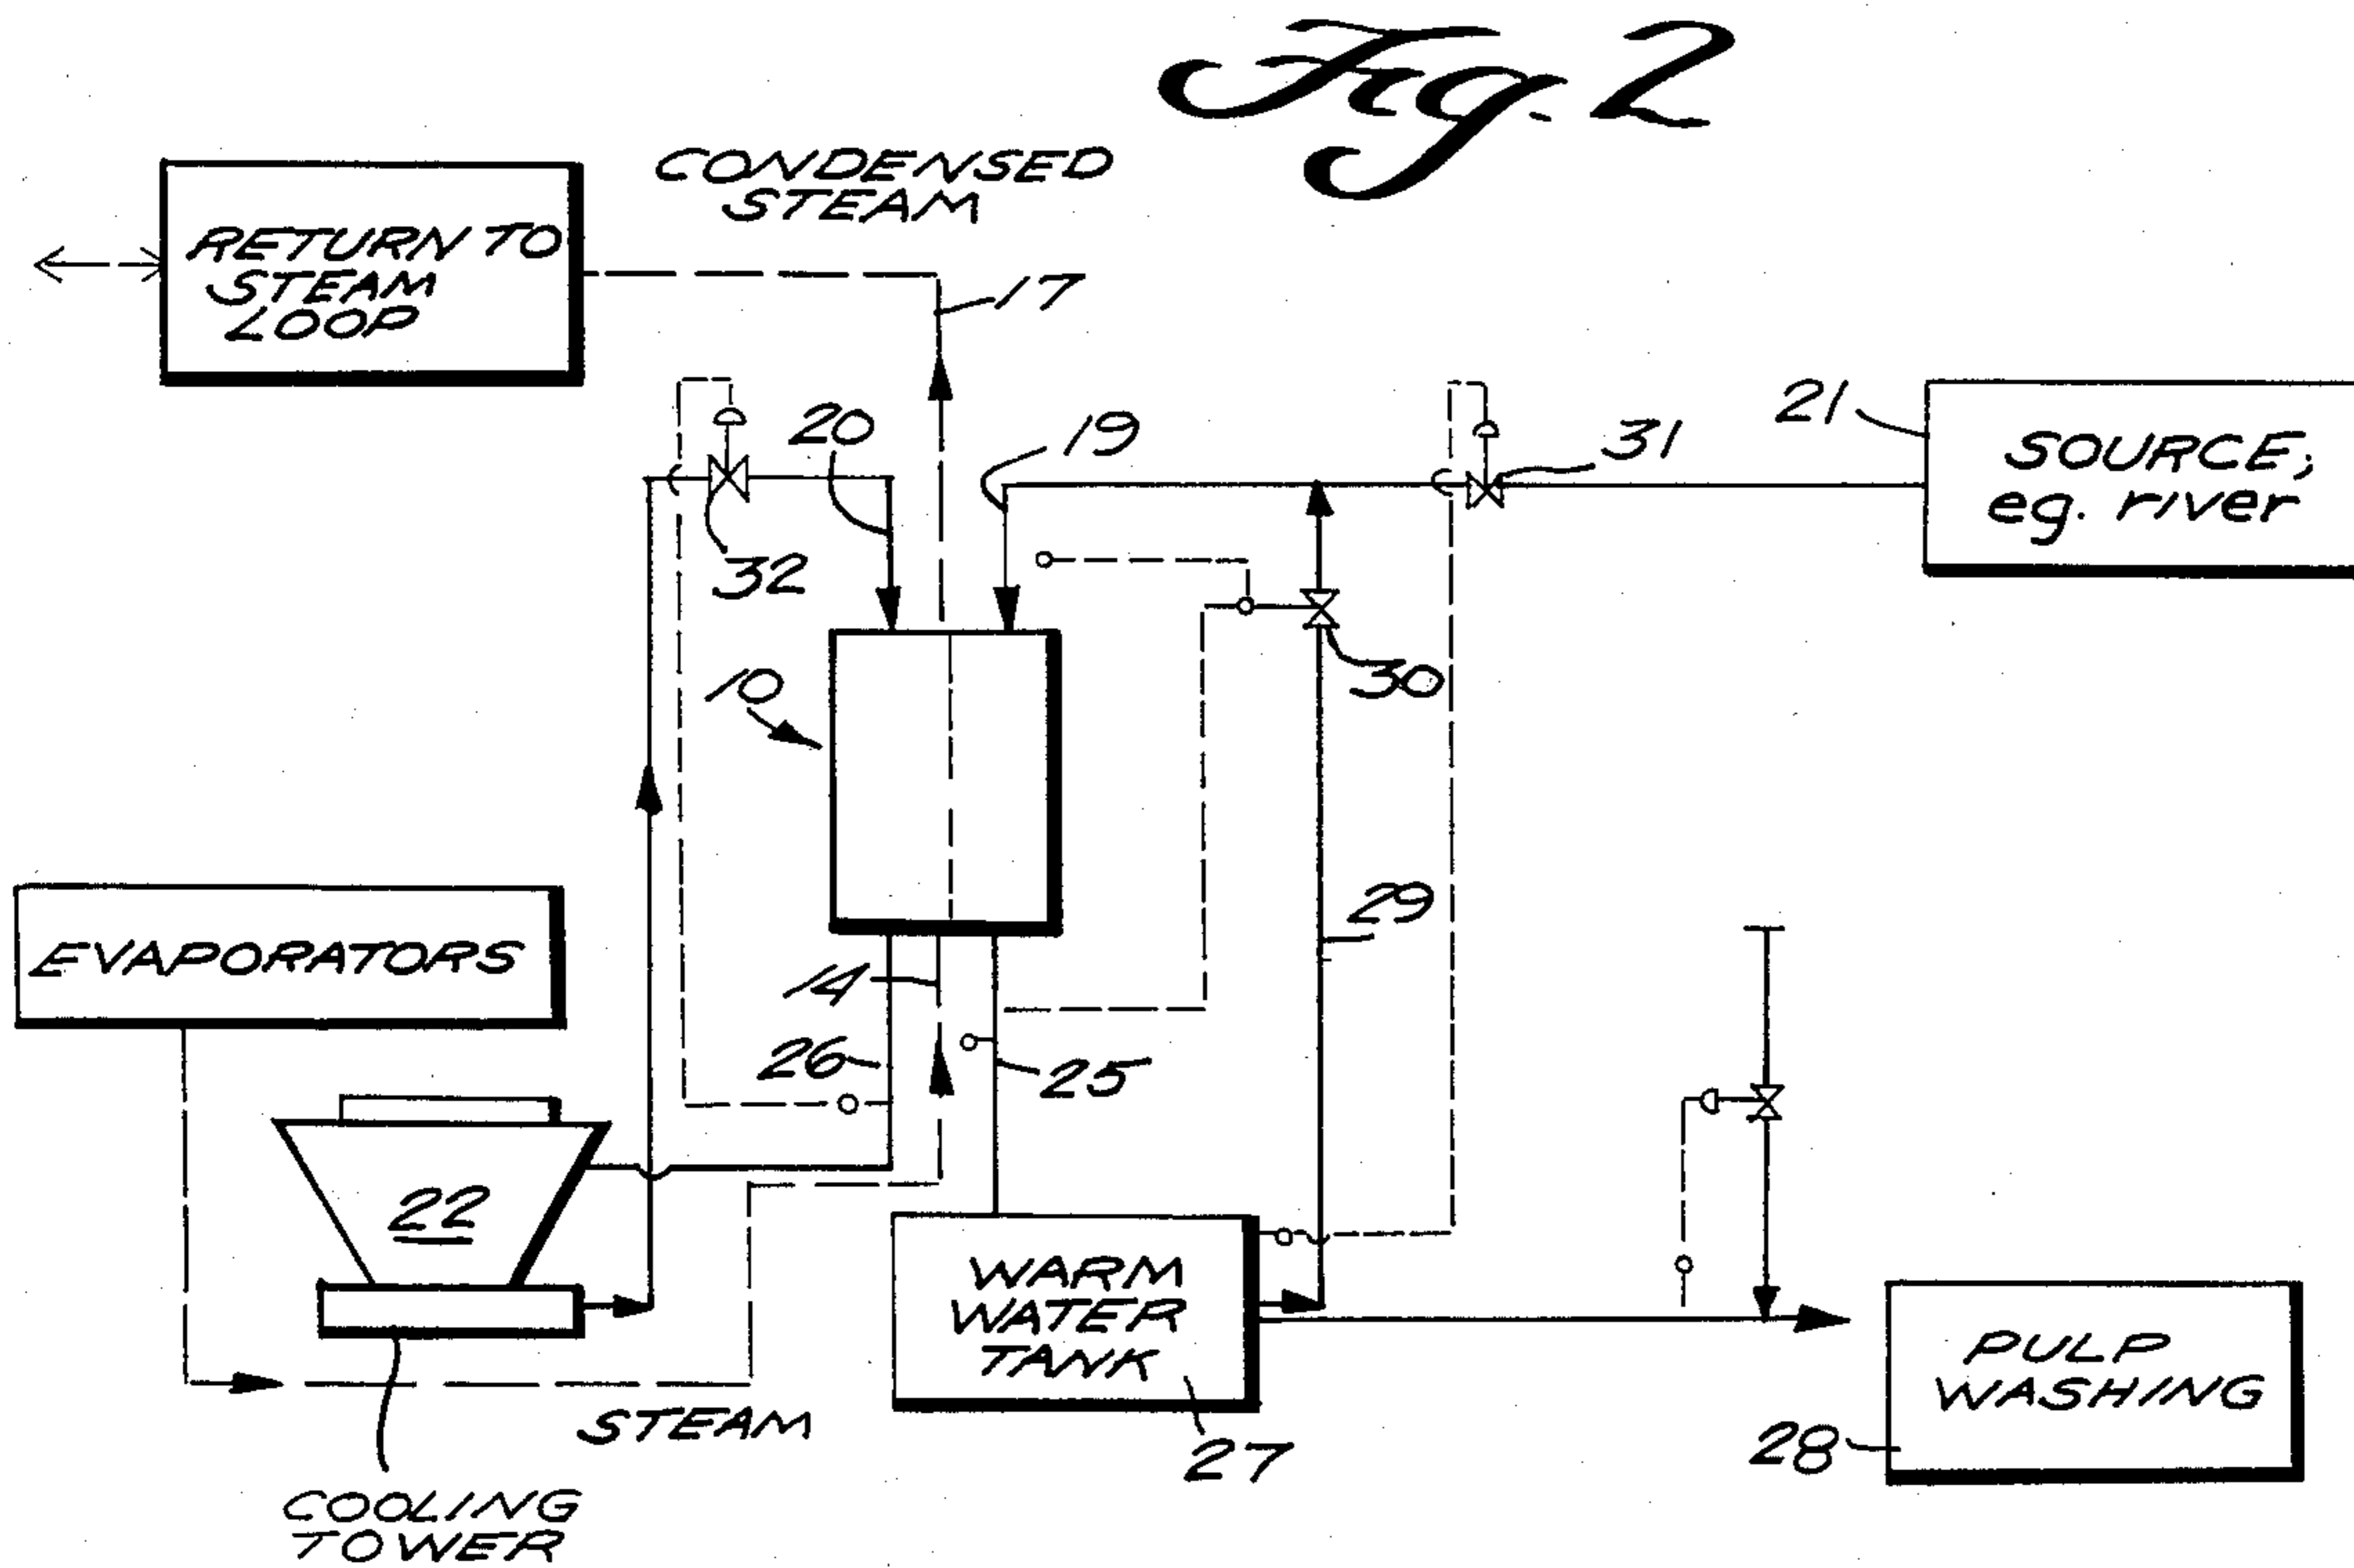 Fig. 2
CONDENSED
STEAM
RETURN TO
STEAM
LOOP
17
20
19
31
21
SOURCE,
eg. river
32
30
10
29
EVAPORATORS
14
26
25
22
WARM
WATER
TANK
27
PULP
WASHING
28
STEAM
COOLING
TOWER